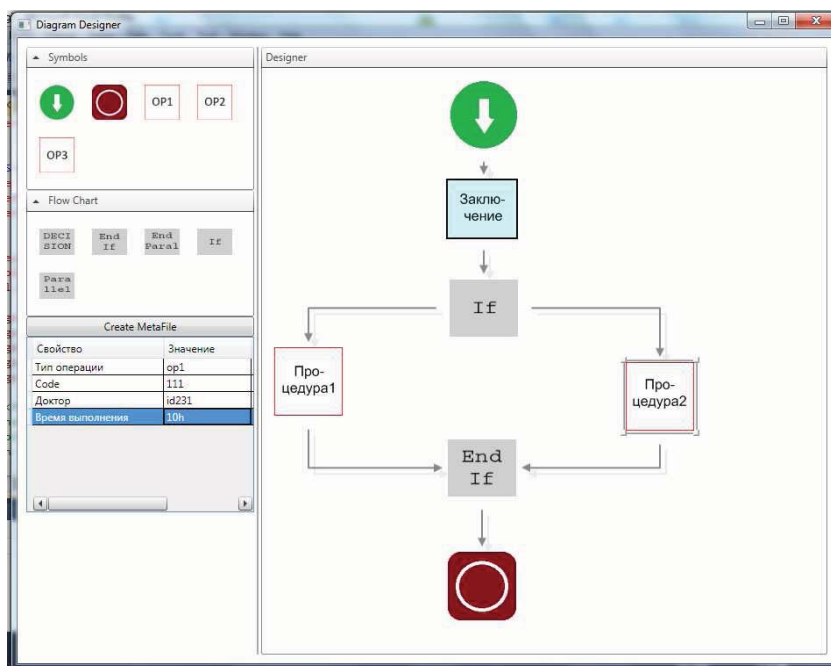 Diagram Designer
Symbols
OP1
OP2
OP3
Flow Chart
DECI
SION
End
If
End
Paral
If
Para
llel
Create MetaFile
Свойство Значение
Тип операции op1
Code 111
Доктор id231
Время выполнения 10h
Designer
Заклю-
чение
If
Про-
цедура1
Про-
цедура2
End
If